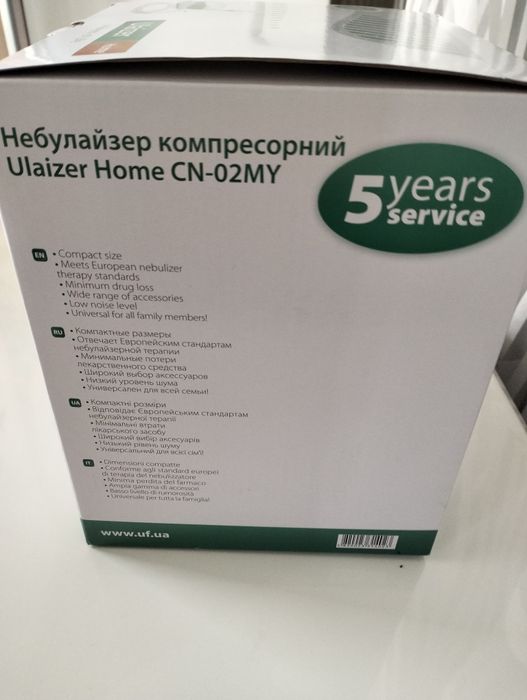 Небулайзер компресорний
Ulaizer Home CN-02MY
5 years
service
EN • Compact size
• Meets European nebulizer
therapy standards
• Minimum drug loss
• Wide range of accessories
• Low noise level
• Universal for all family members!
RU • Компактные размеры
• Отвечает Европейским стандартам
небулайзерной терапии
• Минимальные потери
лекарственного средства
• Широкий выбор аксессуаров
• Низкий уровень шума
• Универсален для всей семьи!
UA • Компактні розміри
• Відповідає Європейським стандартам
небулайзерної терапії
• Мінімальні втрати
лікарського засобу
• Широкий вибір аксесуарів
• Низький рівень шуму
• Універсальний для всієї сім'ї!
IT • Dimensioni compatte
• Conforme agli standard europei
di terapia del nebulizzatore
• Minima perdita del farmaco
• Ampia gamma di accessori
• Basso livello di rumorosità
• Universale per tutta la famiglia!
www.uf.ua